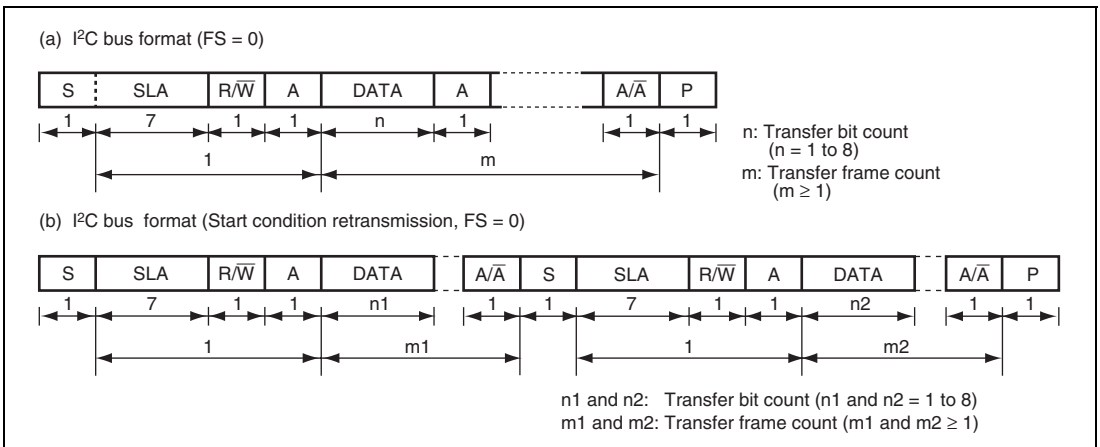 (a) I²C bus format (FS = 0)
S SLA R/W̅ A DATA A A/A̅ P
1 7 1 1 n 1 1 1
1 m
n: Transfer bit count
(n = 1 to 8)
m: Transfer frame count
(m ≥ 1)
(b) I²C bus format (Start condition retransmission, FS = 0)
S SLA R/W̅ A DATA A/A̅ S SLA R/W̅ A DATA A/A̅ P
1 7 1 1 n1 1 1 7 1 1 n2 1 1
1 m1 1 m2
n1 and n2: Transfer bit count (n1 and n2 = 1 to 8)
m1 and m2: Transfer frame count (m1 and m2 ≥ 1)